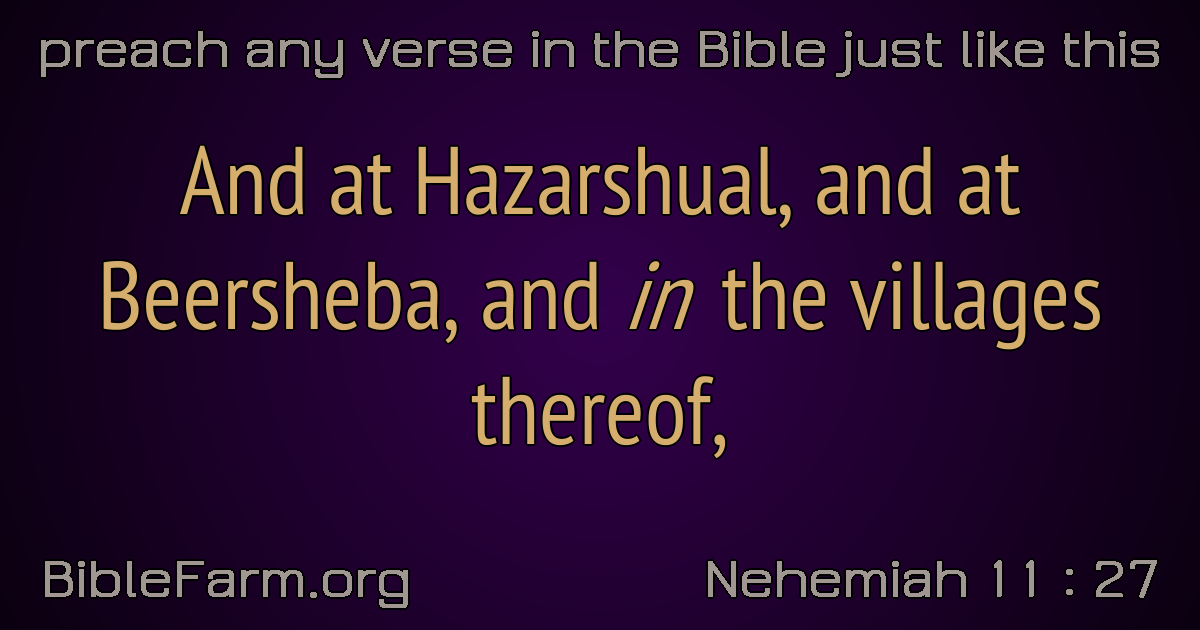 preach any verse in the Bible just like this
And at Hazarshual, and at
Beersheba, and in the villages
thereof,
BibleFarm.org
Nehemiah 11 : 27